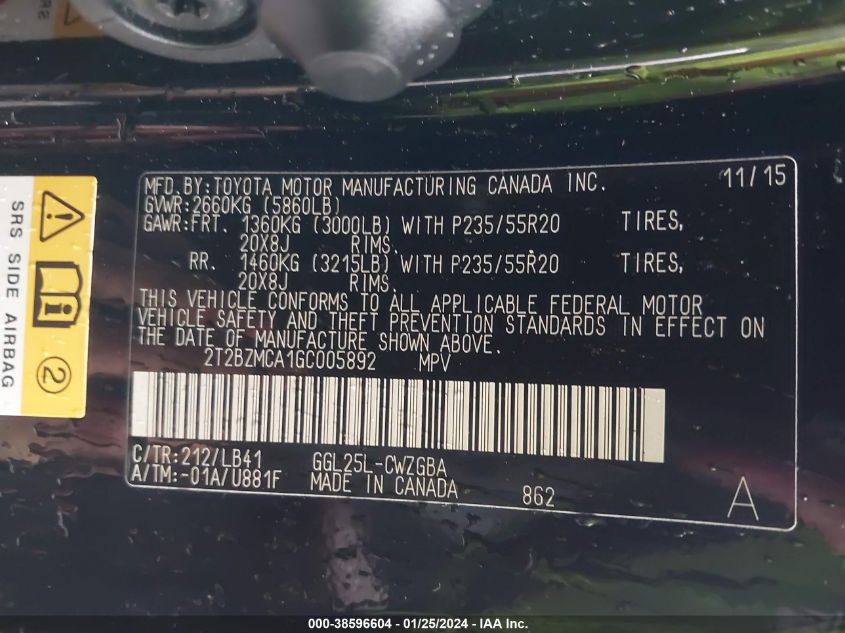 MFD.BY:TOYOTA MOTOR MANUFACTURING CANADA INC. 11/15
GVWR:2660KG (5860LB)
GAWR:FRT. 1360KG (3000LB) WITH P235/55R20 TIRES,
20X8J RIMS.
RR. 1460KG (3215LB) WITH P235/55R20 TIRES,
20X8J RIMS.
THIS VEHICLE CONFORMS TO ALL APPLICABLE FEDERAL MOTOR
VEHICLE SAFETY AND THEFT PREVENTION STANDARDS IN EFFECT ON
THE DATE OF MANUFACTURE SHOWN ABOVE.
2T2BZMCA1GC005892 MPV
C/TR:212/LB41 GGL25L-CWZGBA
A/TM:-01A/U881F MADE IN CANADA 862 A
SRS SIDE AIRBAG
2
000-38596604 - 01/25/2024 - IAA Inc.